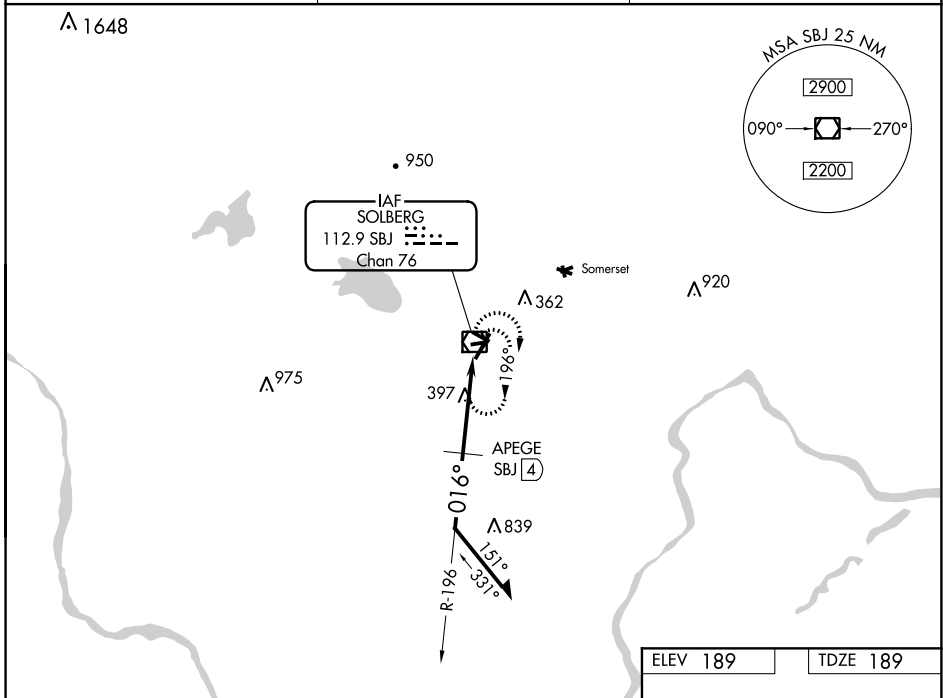 1648
MSA SBJ 25 NM
2900
090°
270°
2200
950
IAF
SOLBERG
112.9 SBJ
Chan 76
Somerset
362
920
975
397
196°
APEGE
SBJ 4
016°
839
151°
331°
R-196
ELEV 189
TDZE 189